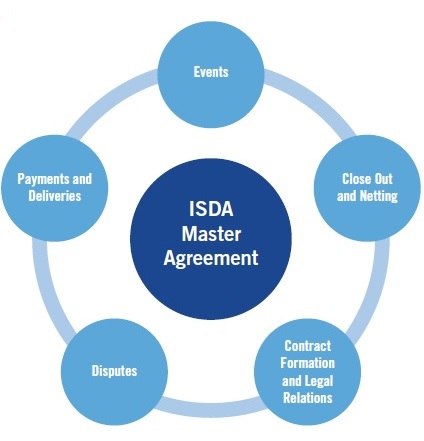 Events
Payments and
Deliveries
Close Out
and Netting
ISDA
Master
Agreement
Disputes
Contract
Formation
and Legal
Relations